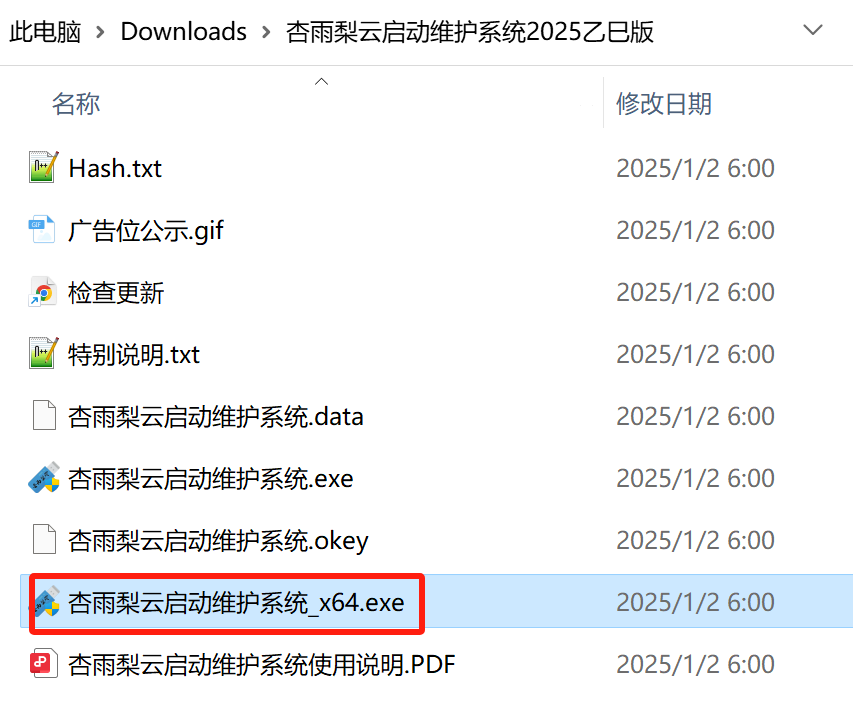 此电脑 > Downloads > 杏雨梨云启动维护系统2025乙巳版
名称 修改日期
Hash.txt 2025/1/2 6:00
广告位公示.gif 2025/1/2 6:00
检查更新 2025/1/2 6:00
特别说明.txt 2025/1/2 6:00
杏雨梨云启动维护系统.data 2025/1/2 6:00
杏雨梨云启动维护系统.exe 2025/1/2 6:00
杏雨梨云启动维护系统.okey 2025/1/2 6:00
杏雨梨云启动维护系统_x64.exe 2025/1/2 6:00
杏雨梨云启动维护系统使用说明.PDF 2025/1/2 6:00